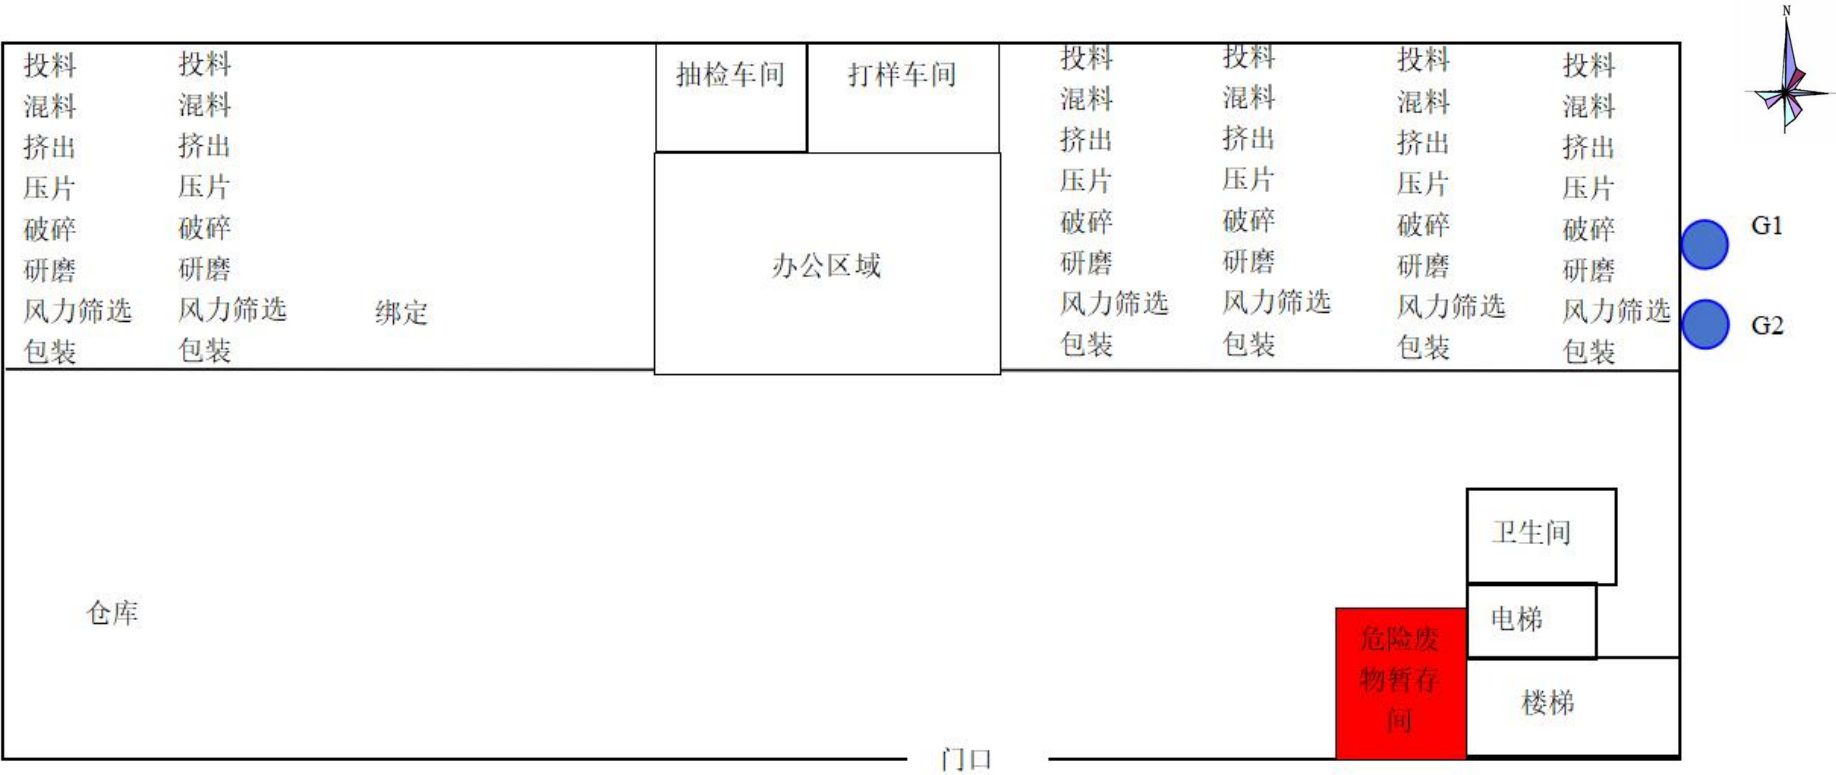 N
投料
混料
挤出
压片
破碎
研磨
风力筛选
包装
投料
混料
挤出
压片
破碎
研磨
风力筛选
包装
绑定
抽检车间
打样车间
办公区域
投料
混料
挤出
压片
破碎
研磨
风力筛选
包装
投料
混料
挤出
压片
破碎
研磨
风力筛选
包装
投料
混料
挤出
压片
破碎
研磨
风力筛选
包装
投料
混料
挤出
压片
破碎
研磨
风力筛选
包装
G1
G2
仓库
卫生间
电梯
危险废
物暂存
间
楼梯
门口